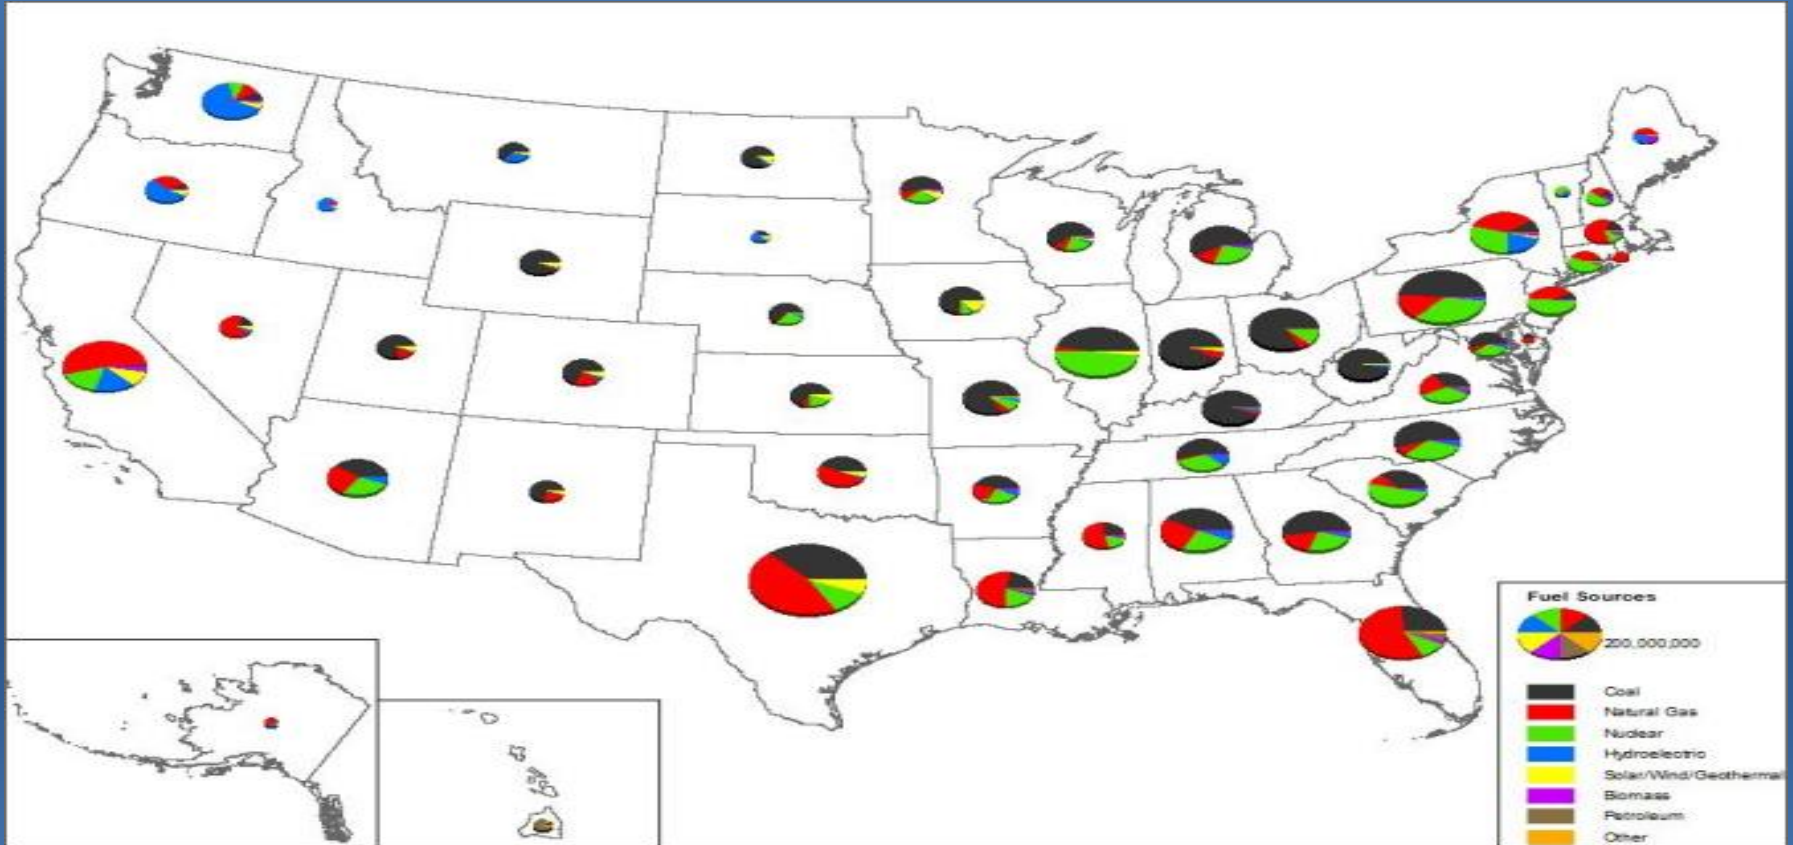 Fuel Sources
200,000,000
Coal
Natural Gas
Nuclear
Hydroelectric
Solar/Wind/Geothermal
Biomass
Petroleum
Other